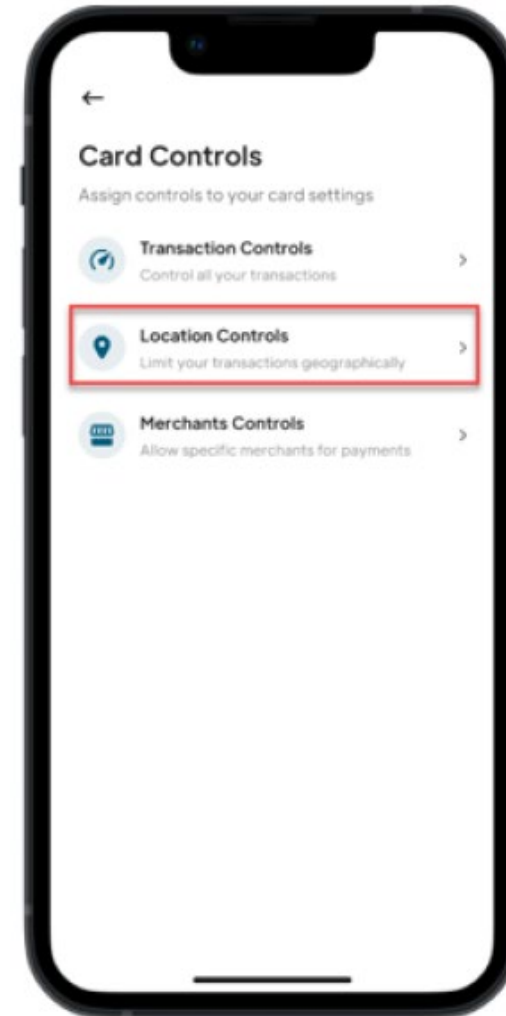 Card Controls
Assign controls to your card settings
Transaction Controls
Control all your transactions
Location Controls
Limit your transactions geographically
Merchants Controls
Allow specific merchants for payments